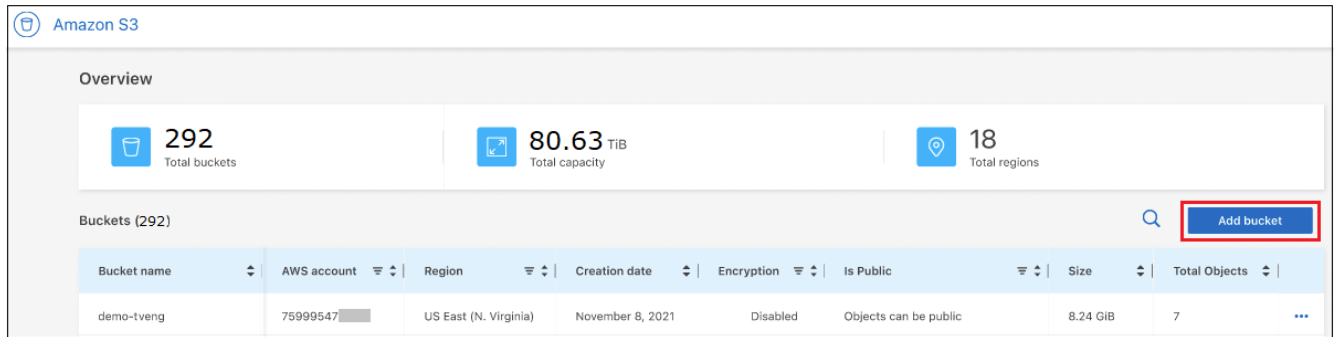 Amazon S3
Overview
292
Total buckets
80.63 TiB
Total capacity
18
Total regions
Buckets (292)
Add bucket
Bucket name AWS account Region Creation date Encryption Is Public Size Total Objects
demo-tveng 75999547 US East (N. Virginia) November 8, 2021 Disabled Objects can be public 8.24 GiB 7